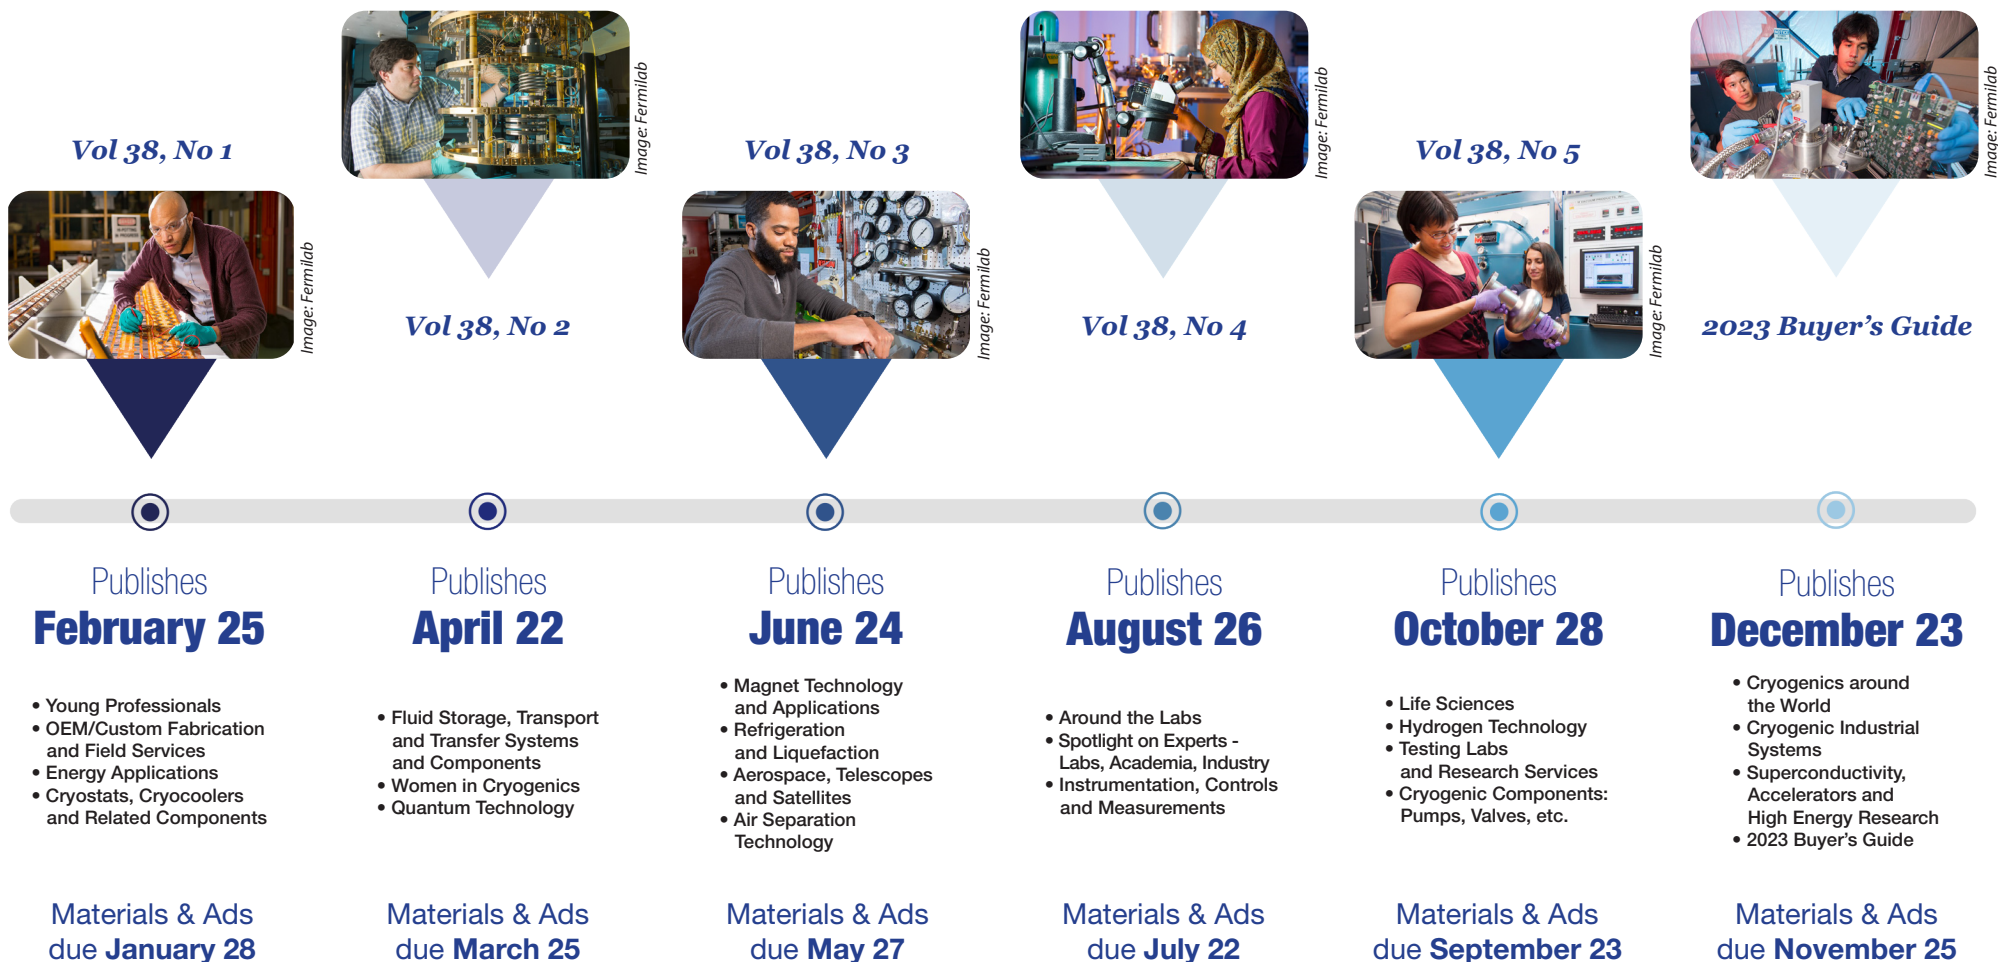 Vol 38, No 1
Image: Fermilab
Publishes
February 25
• Young Professionals
• OEM/Custom Fabrication
and Field Services
• Energy Applications
• Cryostats, Cryocoolers
and Related Components
Materials & Ads
due January 28
Image: Fermilab
Vol 38, No 2
Publishes
April 22
• Fluid Storage, Transport
and Transfer Systems
and Components
• Women in Cryogenics
• Quantum Technology
Materials & Ads
due March 25
Vol 38, No 3
Image: Fermilab
Publishes
June 24
• Magnet Technology
and Applications
• Refrigeration
and Liquefaction
• Aerospace, Telescopes
and Satellites
• Air Separation
Technology
Materials & Ads
due May 27
Image: Fermilab
Vol 38, No 4
Publishes
August 26
• Around the Labs
• Spotlight on Experts -
Labs, Academia, Industry
• Instrumentation, Controls
and Measurements
Materials & Ads
due July 22
Vol 38, No 5
Image: Fermilab
Publishes
October 28
• Life Sciences
• Hydrogen Technology
• Testing Labs
and Research Services
• Cryogenic Components:
Pumps, Valves, etc.
Materials & Ads
due September 23
Image: Fermilab
2023 Buyer’s Guide
Publishes
December 23
• Cryogenics around
the World
• Cryogenic Industrial
Systems
• Superconductivity,
Accelerators and
High Energy Research
• 2023 Buyer’s Guide
Materials & Ads
due November 25